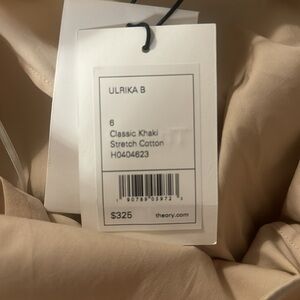 ULRIKA B
6
Classic Khaki
Stretch Cotton
H0404623
$325
theory.com